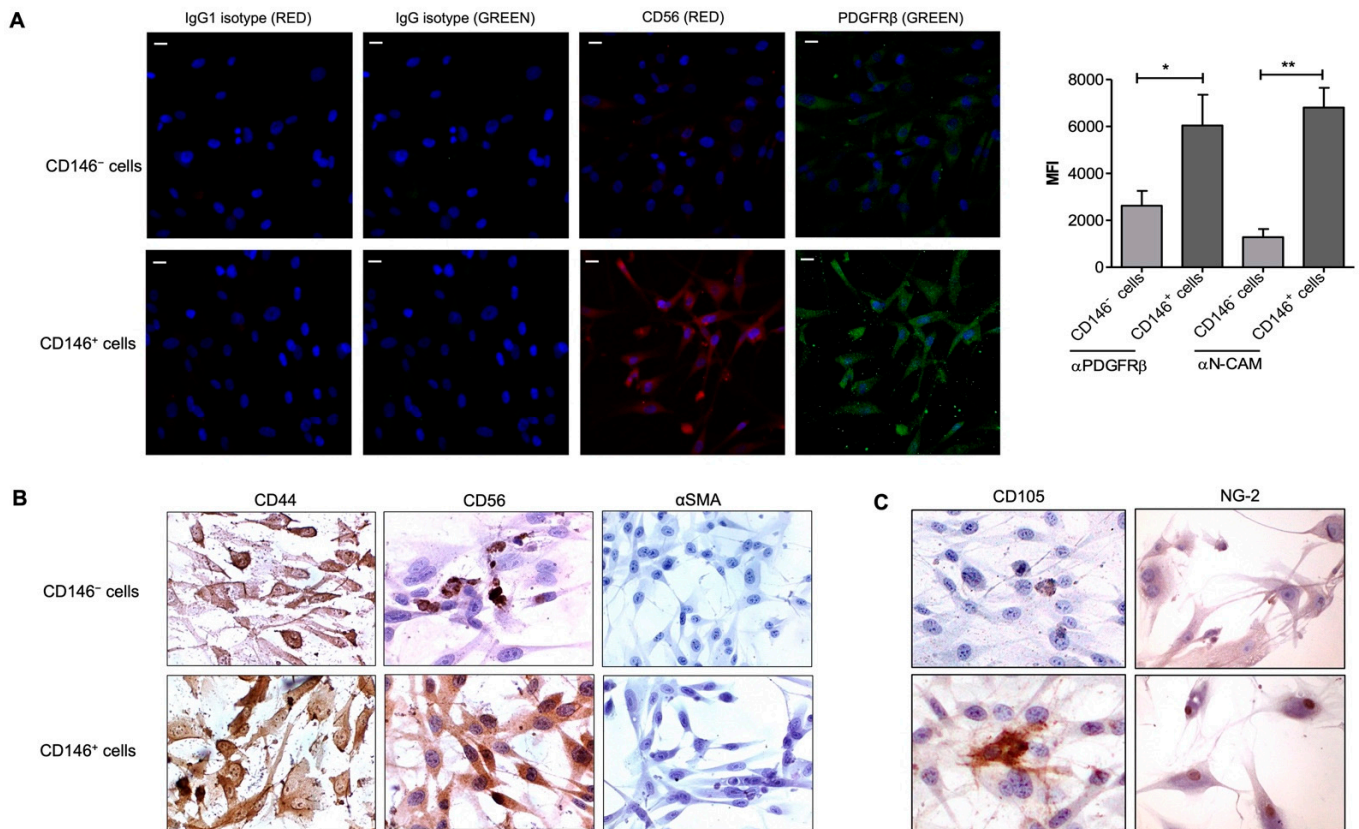 A
IgG1 isotype (RED)
IgG isotype (GREEN)
CD56 (RED)
PDGFRβ (GREEN)
CD146⁻ cells
CD146⁺ cells
8000
6000
4000
2000
0
MFI
*
**
CD146⁻ cells
CD146⁺ cells
CD146⁻ cells
CD146⁺ cells
αPDGFRβ
αN-CAM
B
CD44
CD56
αSMA
CD146⁻ cells
CD146⁺ cells
C
CD105
NG-2